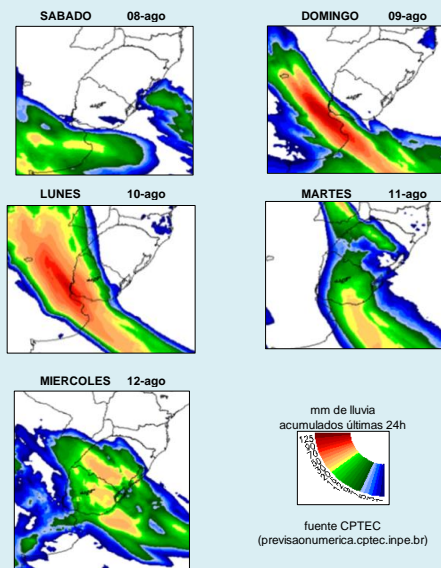 SABADO 08-ago
DOMINGO 09-ago
LUNES 10-ago
MARTES 11-ago
MIERCOLES 12-ago
mm de lluvia
acumulados últimas 24h
125
fuente CPTEC
(previsaonumerica.cptec.inpe.br)